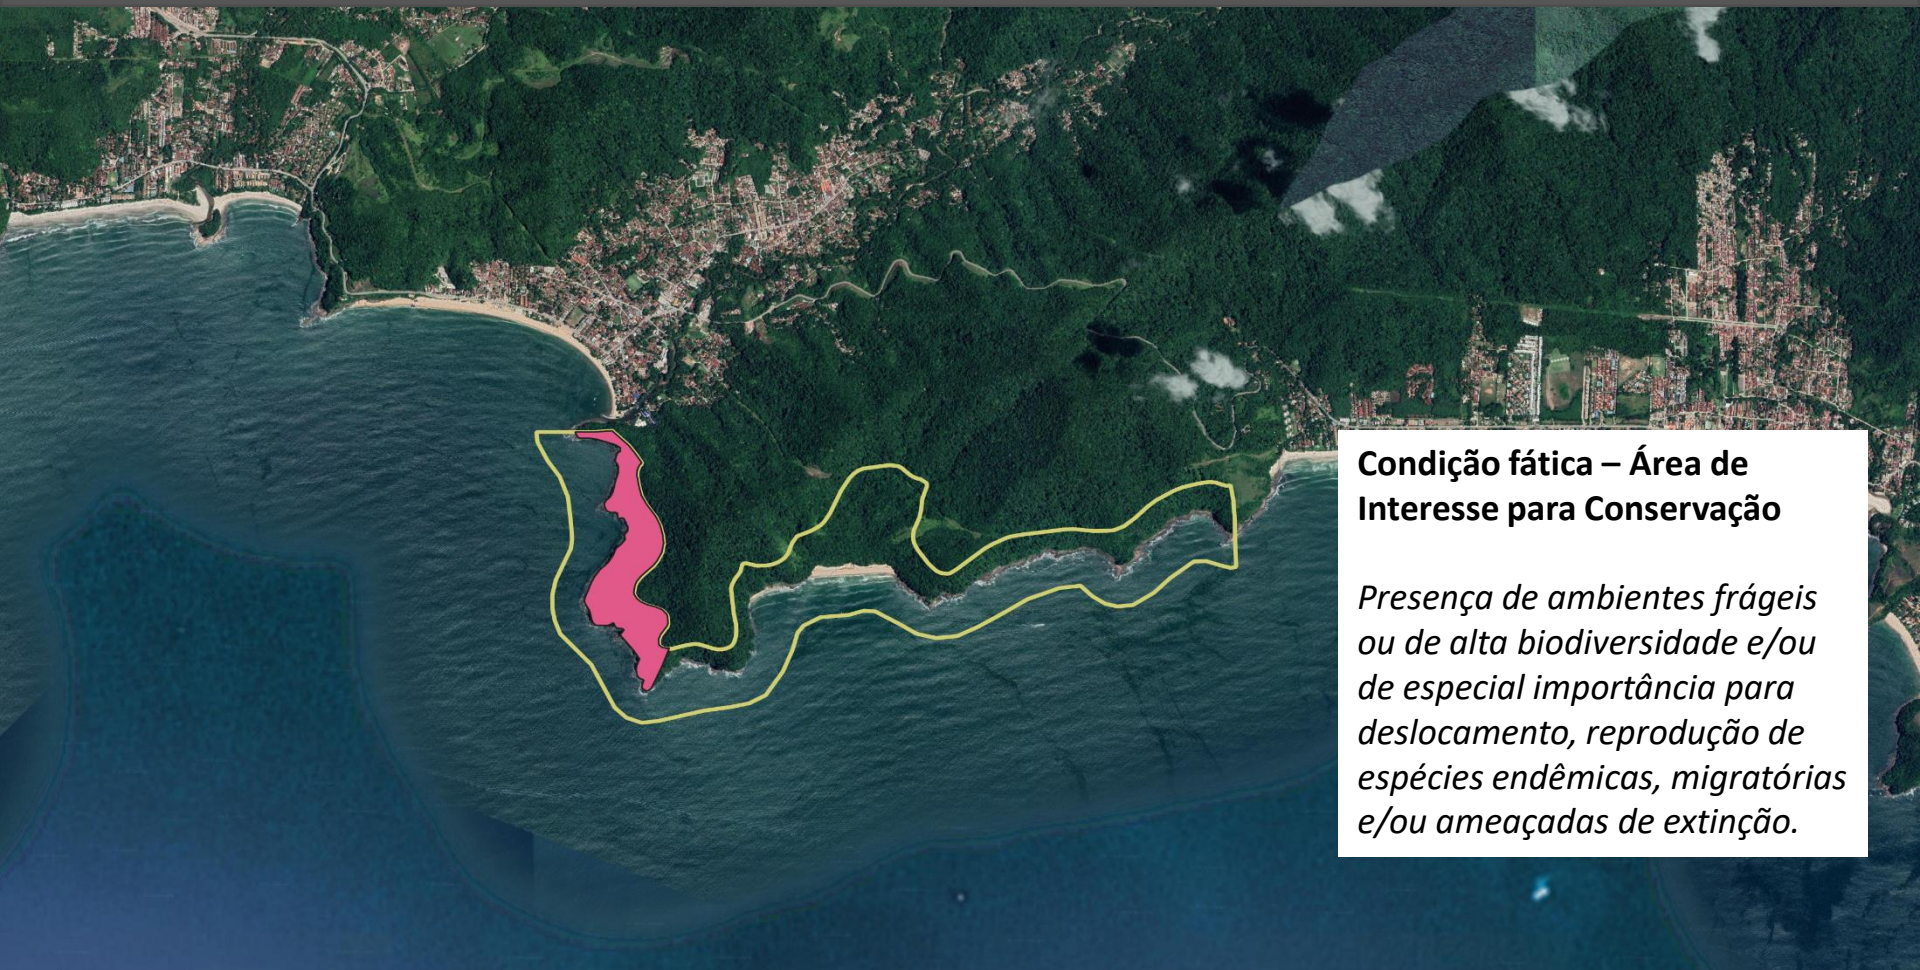 Condição fática – Área de
Interesse para Conservação
Presença de ambientes frágeis
ou de alta biodiversidade e/ou
de especial importância para
deslocamento, reprodução de
espécies endêmicas, migratórias
e/ou ameaçadas de extinção.